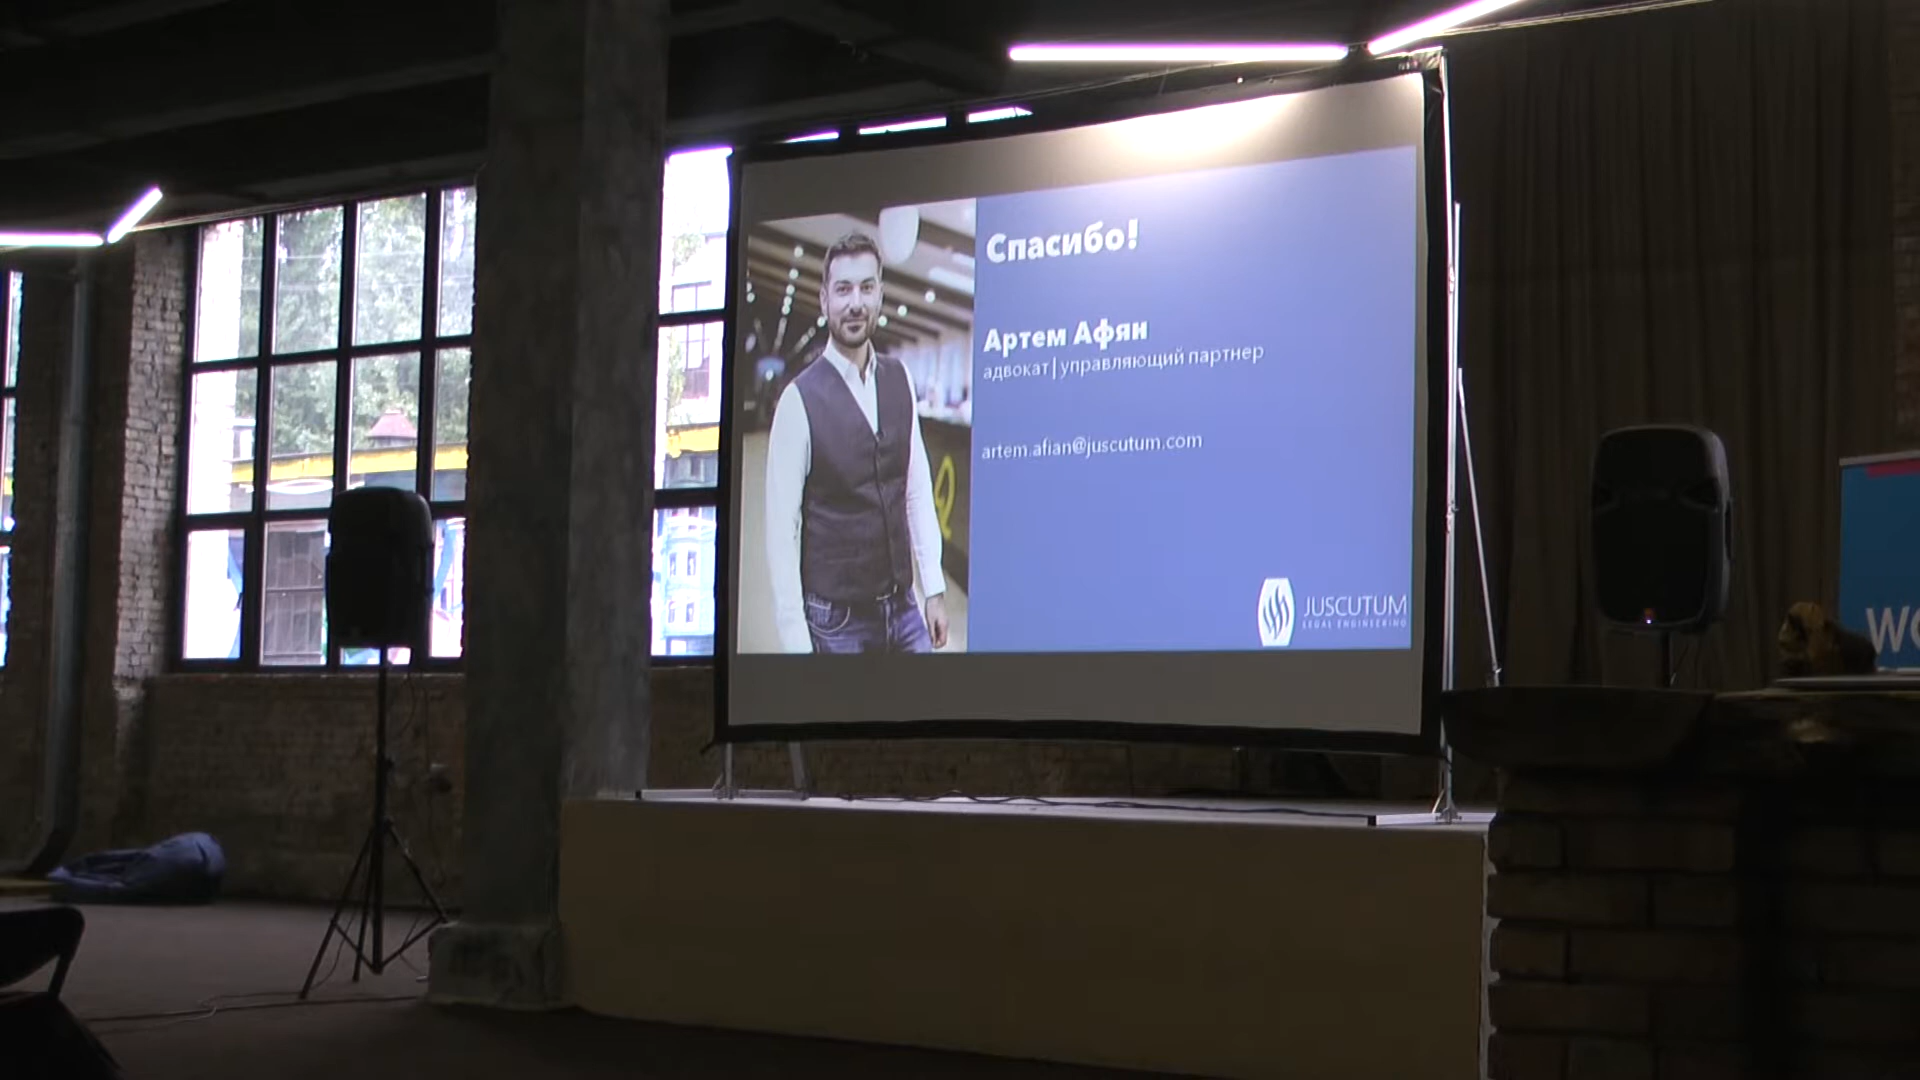 Спасибо!
Артем Афян
адвокат|управляющий партнер
artem.afian@juscutum.com
JUSCUTUM
LEGAL ENGINEERING